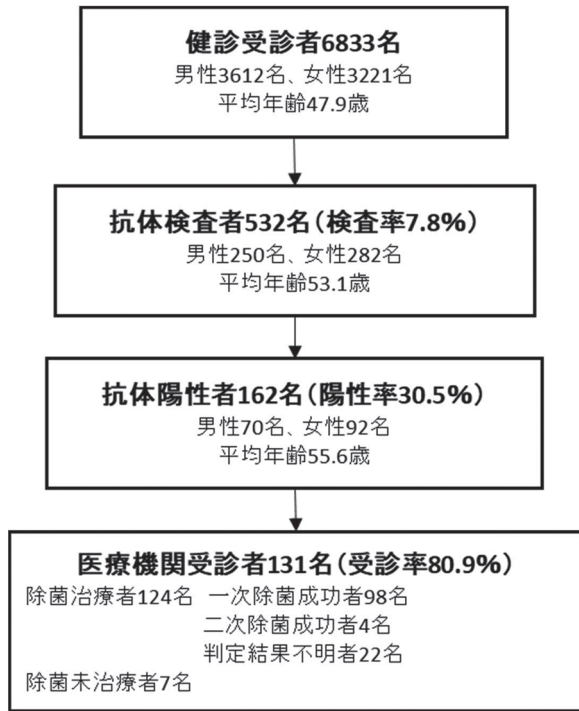 健診受診者6833名
男性3612名、女性3221名
平均年齢47.9歳
抗体検査者532名(検査率7.8%)
男性250名、女性282名
平均年齢53.1歳
抗体陽性者162名(陽性率30.5%)
男性70名、女性92名
平均年齢55.6歳
医療機関受診者131名(受診率80.9%)
除菌治療者124名 一次除菌成功者98名
二次除菌成功者4名
判定結果不明者22名
除菌未治療者7名